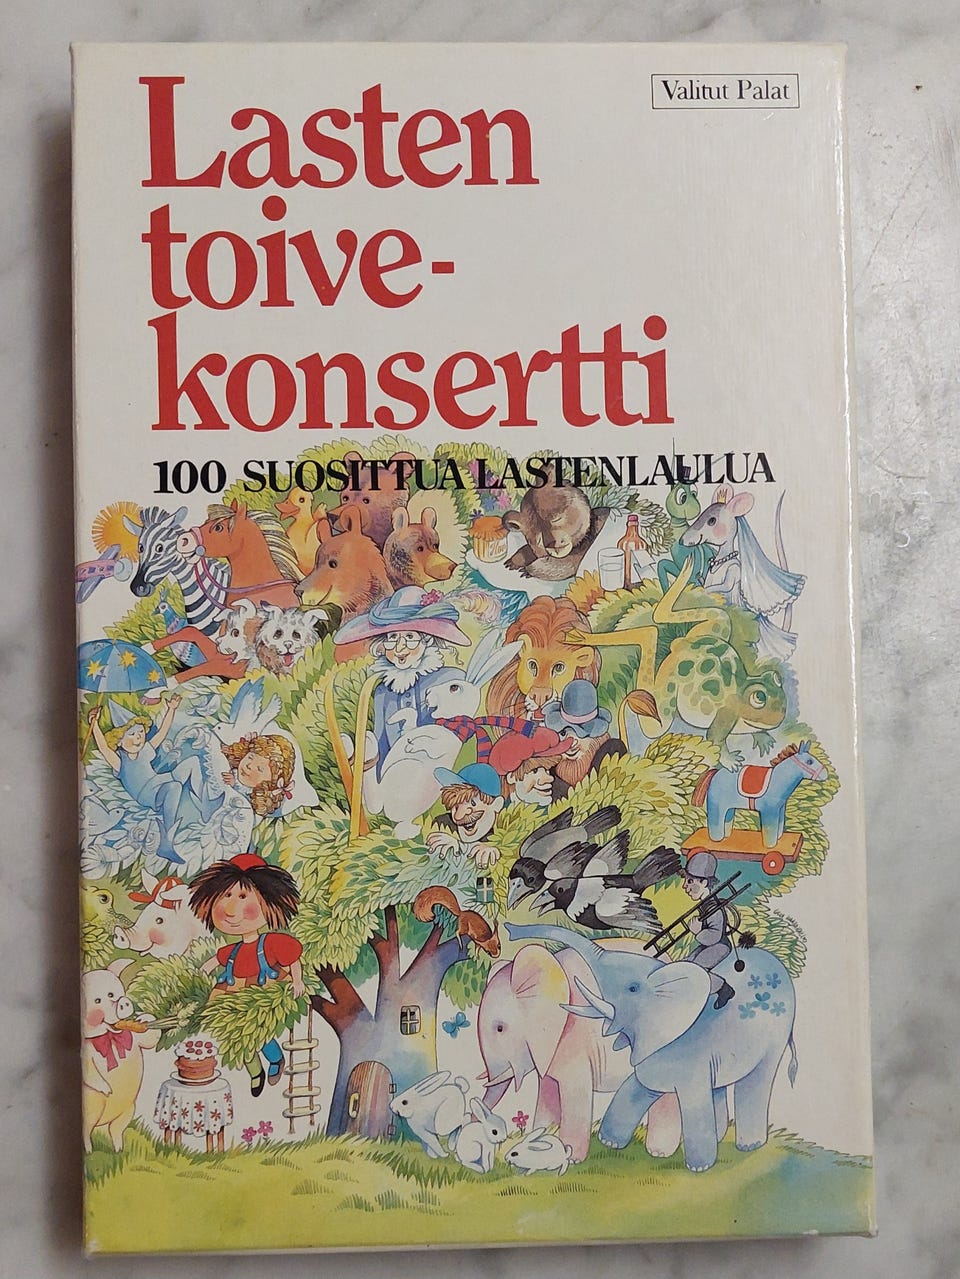 Valitut Palat
Lasten
toive-
konsertti
100 SUOSITTUA LASTENLAULUA